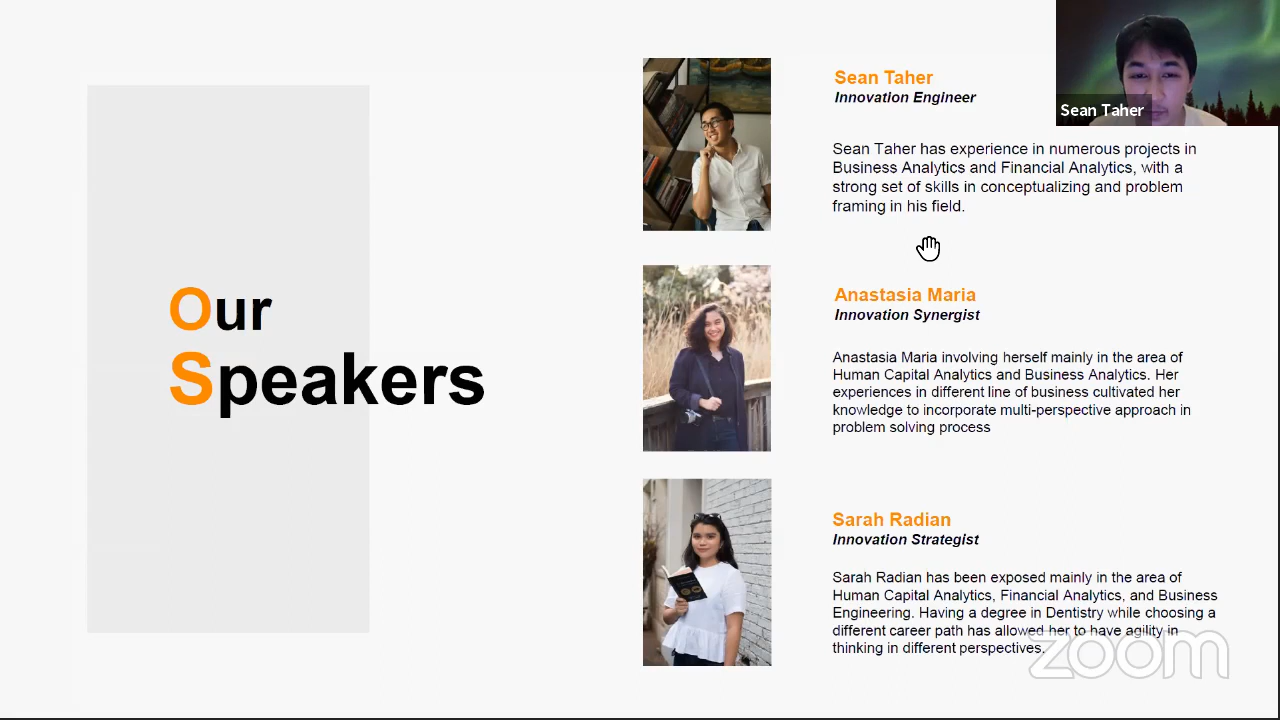 Our
Speakers
Sean Taher
Innovation Engineer
Sean Taher has experience in numerous projects in
Business Analytics and Financial Analytics, with a
strong set of skills in conceptualizing and problem
framing in his field.
Sean Taher
Anastasia Maria
Innovation Synergist
Anastasia Maria involving herself mainly in the area of
Human Capital Analytics and Business Analytics. Her
experiences in different line of business cultivated her
knowledge to incorporate multi-perspective approach in
problem solving process
Sarah Radian
Innovation Strategist
Sarah Radian has been exposed mainly in the area of
Human Capital Analytics, Financial Analytics, and Business
Engineering. Having a degree in Dentistry while choosing a
different career path has allowed her to have agility in
thinking in different perspectives.
zoom